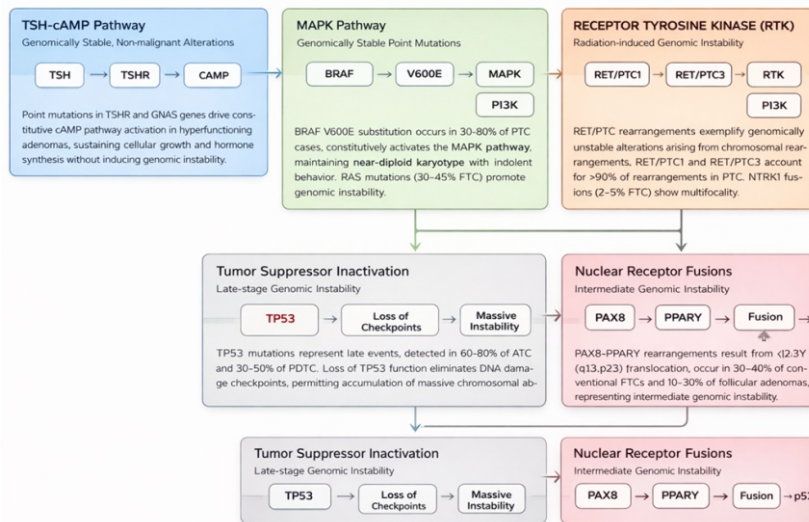 TSH-cAMP Pathway
Genomically Stable, Non-malignant Alterations
TSH → TSHR → CAMP
Point mutations in TSHR and GNAS genes drive cons-
titutive cAMP pathway activation in hyperfunctioning
adenomas, sustaining cellular growth and hormone
synthesis without inducing genomic instability.
MAPK Pathway
Genomically Stable Point Mutations
BRAF → V600E → MAPK
PI3K
BRAF V600E substitution occurs in 30-80% of PTC
cases, constitutively activates the MAPK pathway,
maintaining near-diploid karyotype with indolent
behavior. RAS mutations (30-45% FTC) promote
genomic instability.
RECEPTOR TYROSINE KINASE (RTK)
Radiation-induced Genomic Instability
RET/PTC1 → RET/PTC3 → RTK
PI3K
RET/PTC rearrangements exemplify genomically
unstable alterations arising from chromosomal rear-
rangements, RET/PTC1 and RET/PTC3 account
for >90% of rearrangements in PTC. NTRK1 fus-
ions (2–5% FTC) show multifocality.
Tumor Suppressor Inactivation
Late-stage Genomic Instability
TP53 → Loss of Checkpoints → Massive Instability
TP53 mutations represent late events, detected in 60-80% of ATC
and 30-50% of PDTC. Loss of TP53 function eliminates DNA dama-
ge checkpoints, permitting accumulation of massive chromosomal ab-
Nuclear Receptor Fusions
Intermediate Genomic Instability
PAX8 → PPARY → Fusion →
PAX8-PPARY rearrangements result from
(q13,p23) translocation, occur in 30–40% of con-
ventional FTCs and 10-30% of follicular adenomas,
representing intermediate genomic instability.
Tumor Suppressor Inactivation
Late-stage Genomic Instability
TP53 → Loss of Checkpoints → Massive Instability
Nuclear Receptor Fusions
Intermediate Genomic Instability
PAX8 → PPARY → Fusion → p53